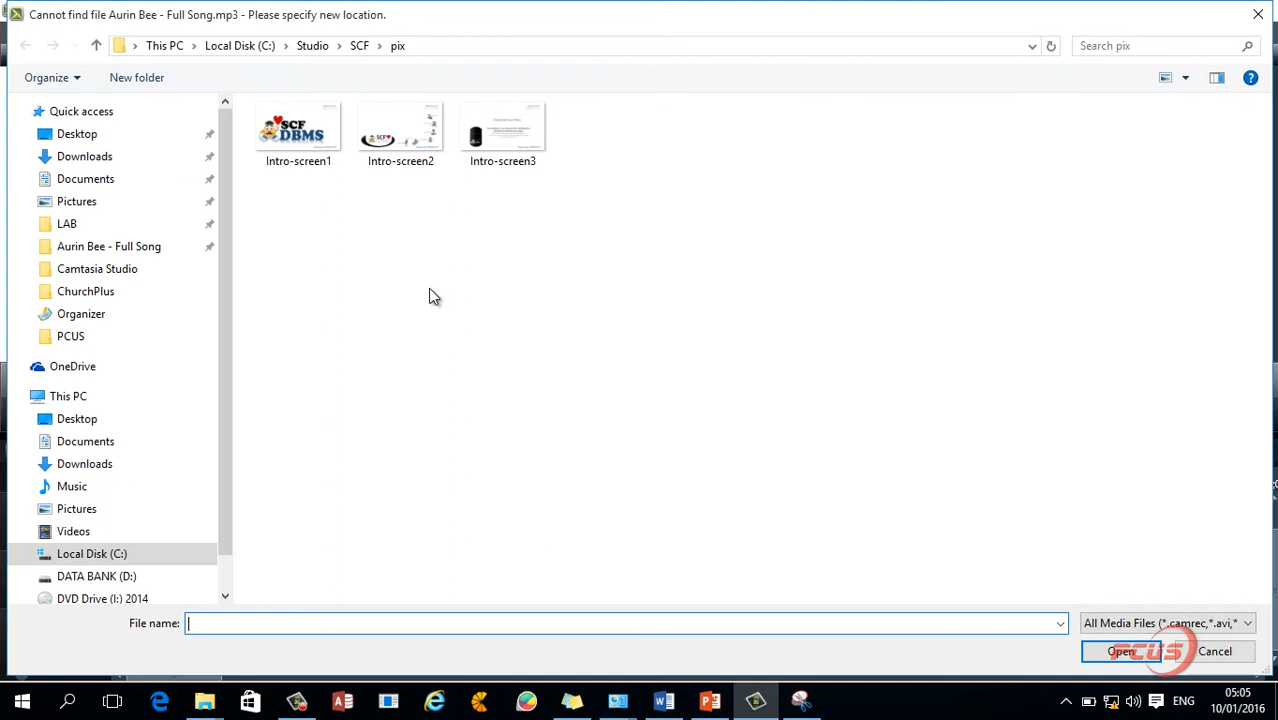 Cannot find file Aurin Bee - Full Song.mp3 - Please specify new location.
This PC > Local Disk (C:) > Studio > SCF > pix
Search pix
Organize
New folder
Quick access
Desktop
Downloads
Documents
Pictures
LAB
Aurin Bee - Full Song
Camtasia Studio
ChurchPlus
Organizer
PCUS
OneDrive
This PC
Desktop
Documents
Downloads
Music
Pictures
Videos
Local Disk (C:)
DATA BANK (D:)
DVD Drive (I:) 2014
SCF
DBMS
Intro-screen1
Intro-screen2
Intro-screen3
File name:
All Media Files (*.camrec,*.avi,*
Open
Cancel
PCUS
ENG
05:05
10/01/2016